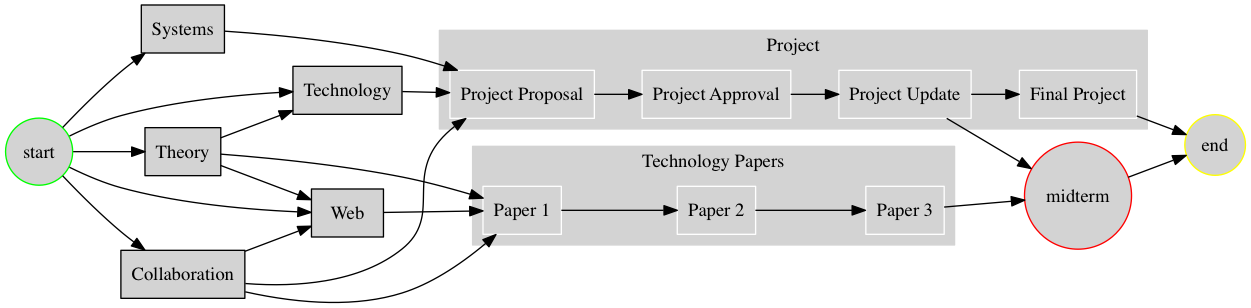 Systems
Project
Technology
Project Proposal
Project Approval
Project Update
Final Project
start
Theory
end
Technology Papers
midterm
Web
Paper 1
Paper 2
Paper 3
Collaboration